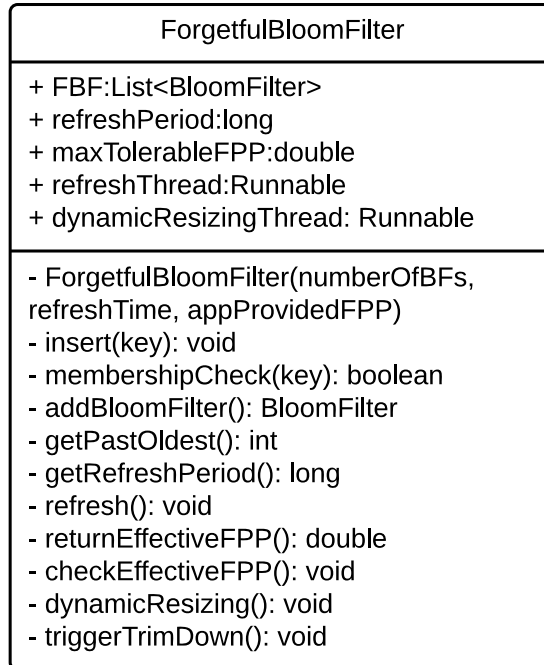 ForgetfulBloomFilter
+ FBF:List<BloomFilter>
+ refreshPeriod:long
+ maxTolerableFPP:double
+ refreshThread:Runnable
+ dynamicResizingThread: Runnable
- ForgetfulBloomFilter(numberOfBFs,
refreshTime, appProvidedFPP)
- insert(key): void
- membershipCheck(key): boolean
- addBloomFilter(): BloomFilter
- getPastOldest(): int
- getRefreshPeriod(): long
- refresh(): void
- returnEffectiveFPP(): double
- checkEffectiveFPP(): void
- dynamicResizing(): void
- triggerTrimDown(): void